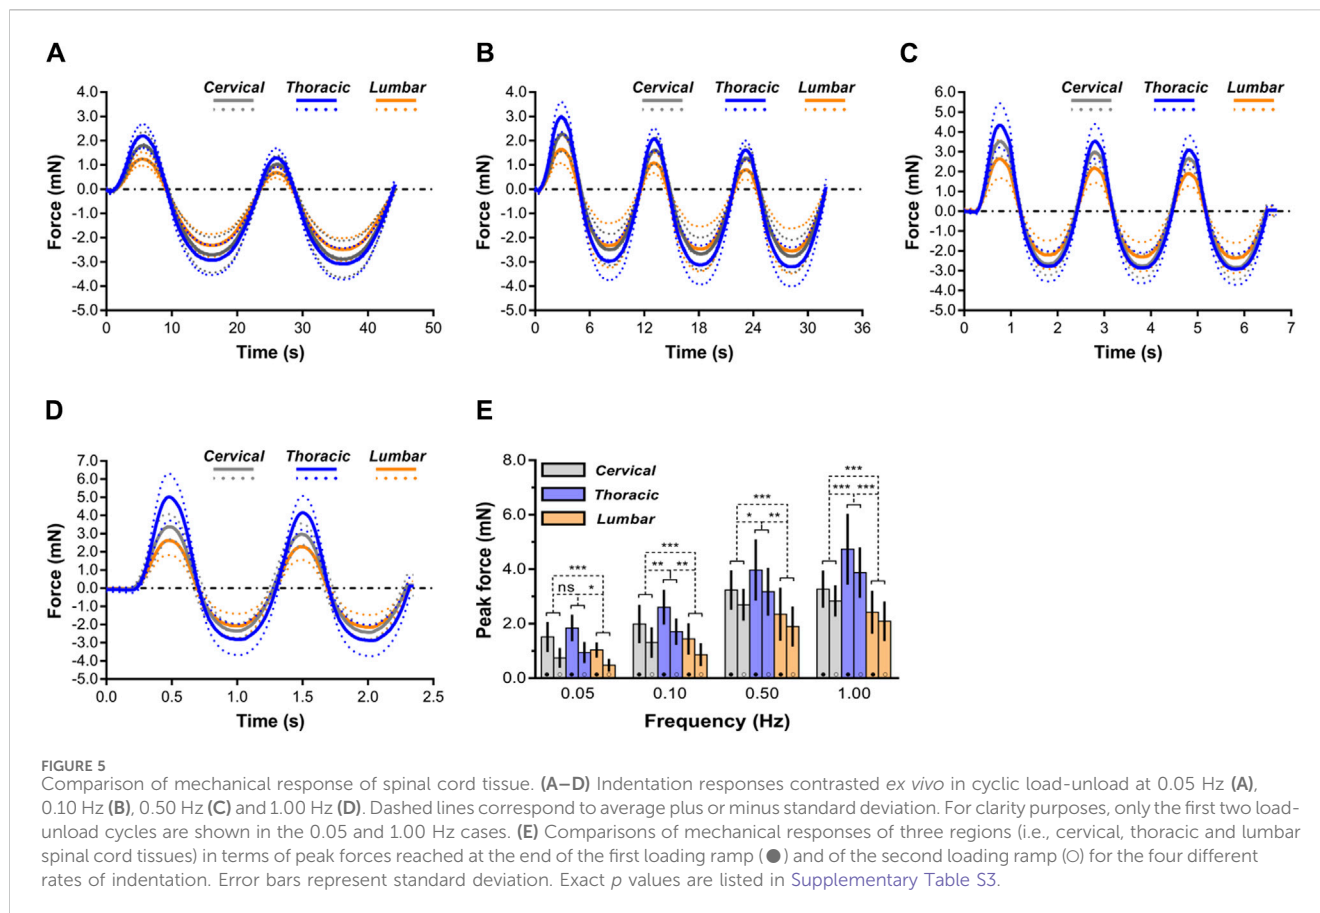 A
Cervical Thoracic Lumbar
4.0
3.0
2.0
1.0
0.0
-1.0
-2.0
-3.0
-4.0
-5.0
Force (mN)
0 10 20 30 40 50
Time (s)
B
Cervical Thoracic Lumbar
4.0
3.0
2.0
1.0
0.0
-1.0
-2.0
-3.0
-4.0
-5.0
Force (mN)
0 6 12 18 24 30 36
Time (s)
C
Cervical Thoracic Lumbar
6.0
5.0
4.0
3.0
2.0
1.0
0.0
-1.0
-2.0
-3.0
-4.0
-5.0
Force (mN)
0 1 2 3 4 5 6 7
Time (s)
D
Cervical Thoracic Lumbar
7.0
6.0
5.0
4.0
3.0
2.0
1.0
0.0
-1.0
-2.0
-3.0
-4.0
-5.0
Force (mN)
0.0 0.5 1.0 1.5 2.0 2.5
Time (s)
E
8.0
6.0
4.0
2.0
0.0
Peak force (mN)
Cervical
Thoracic
Lumbar
***
ns *
***
** **
***
* **
***
*** ***
0.05 0.10 0.50 1.00
Frequency (Hz)
FIGURE 5
Comparison of mechanical response of spinal cord tissue. (A–D) Indentation responses contrasted ex vivo in cyclic load-unload at 0.05 Hz (A),
0.10 Hz (B), 0.50 Hz (C) and 1.00 Hz (D). Dashed lines correspond to average plus or minus standard deviation. For clarity purposes, only the first two load-
unload cycles are shown in the 0.05 and 1.00 Hz cases. (E) Comparisons of mechanical responses of three regions (i.e., cervical, thoracic and lumbar
spinal cord tissues) in terms of peak forces reached at the end of the first loading ramp (●) and of the second loading ramp (○) for the four different
rates of indentation. Error bars represent standard deviation. Exact p values are listed in Supplementary Table S3.